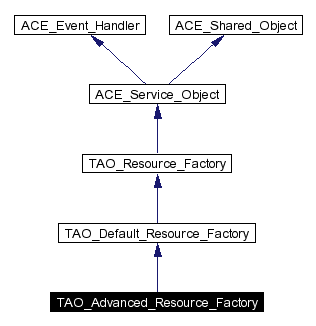 ACE_Event_Handler
ACE_Shared_Object
ACE_Service_Object
TAO_Resource_Factory
TAO_Default_Resource_Factory
TAO_Advanced_Resource_Factory